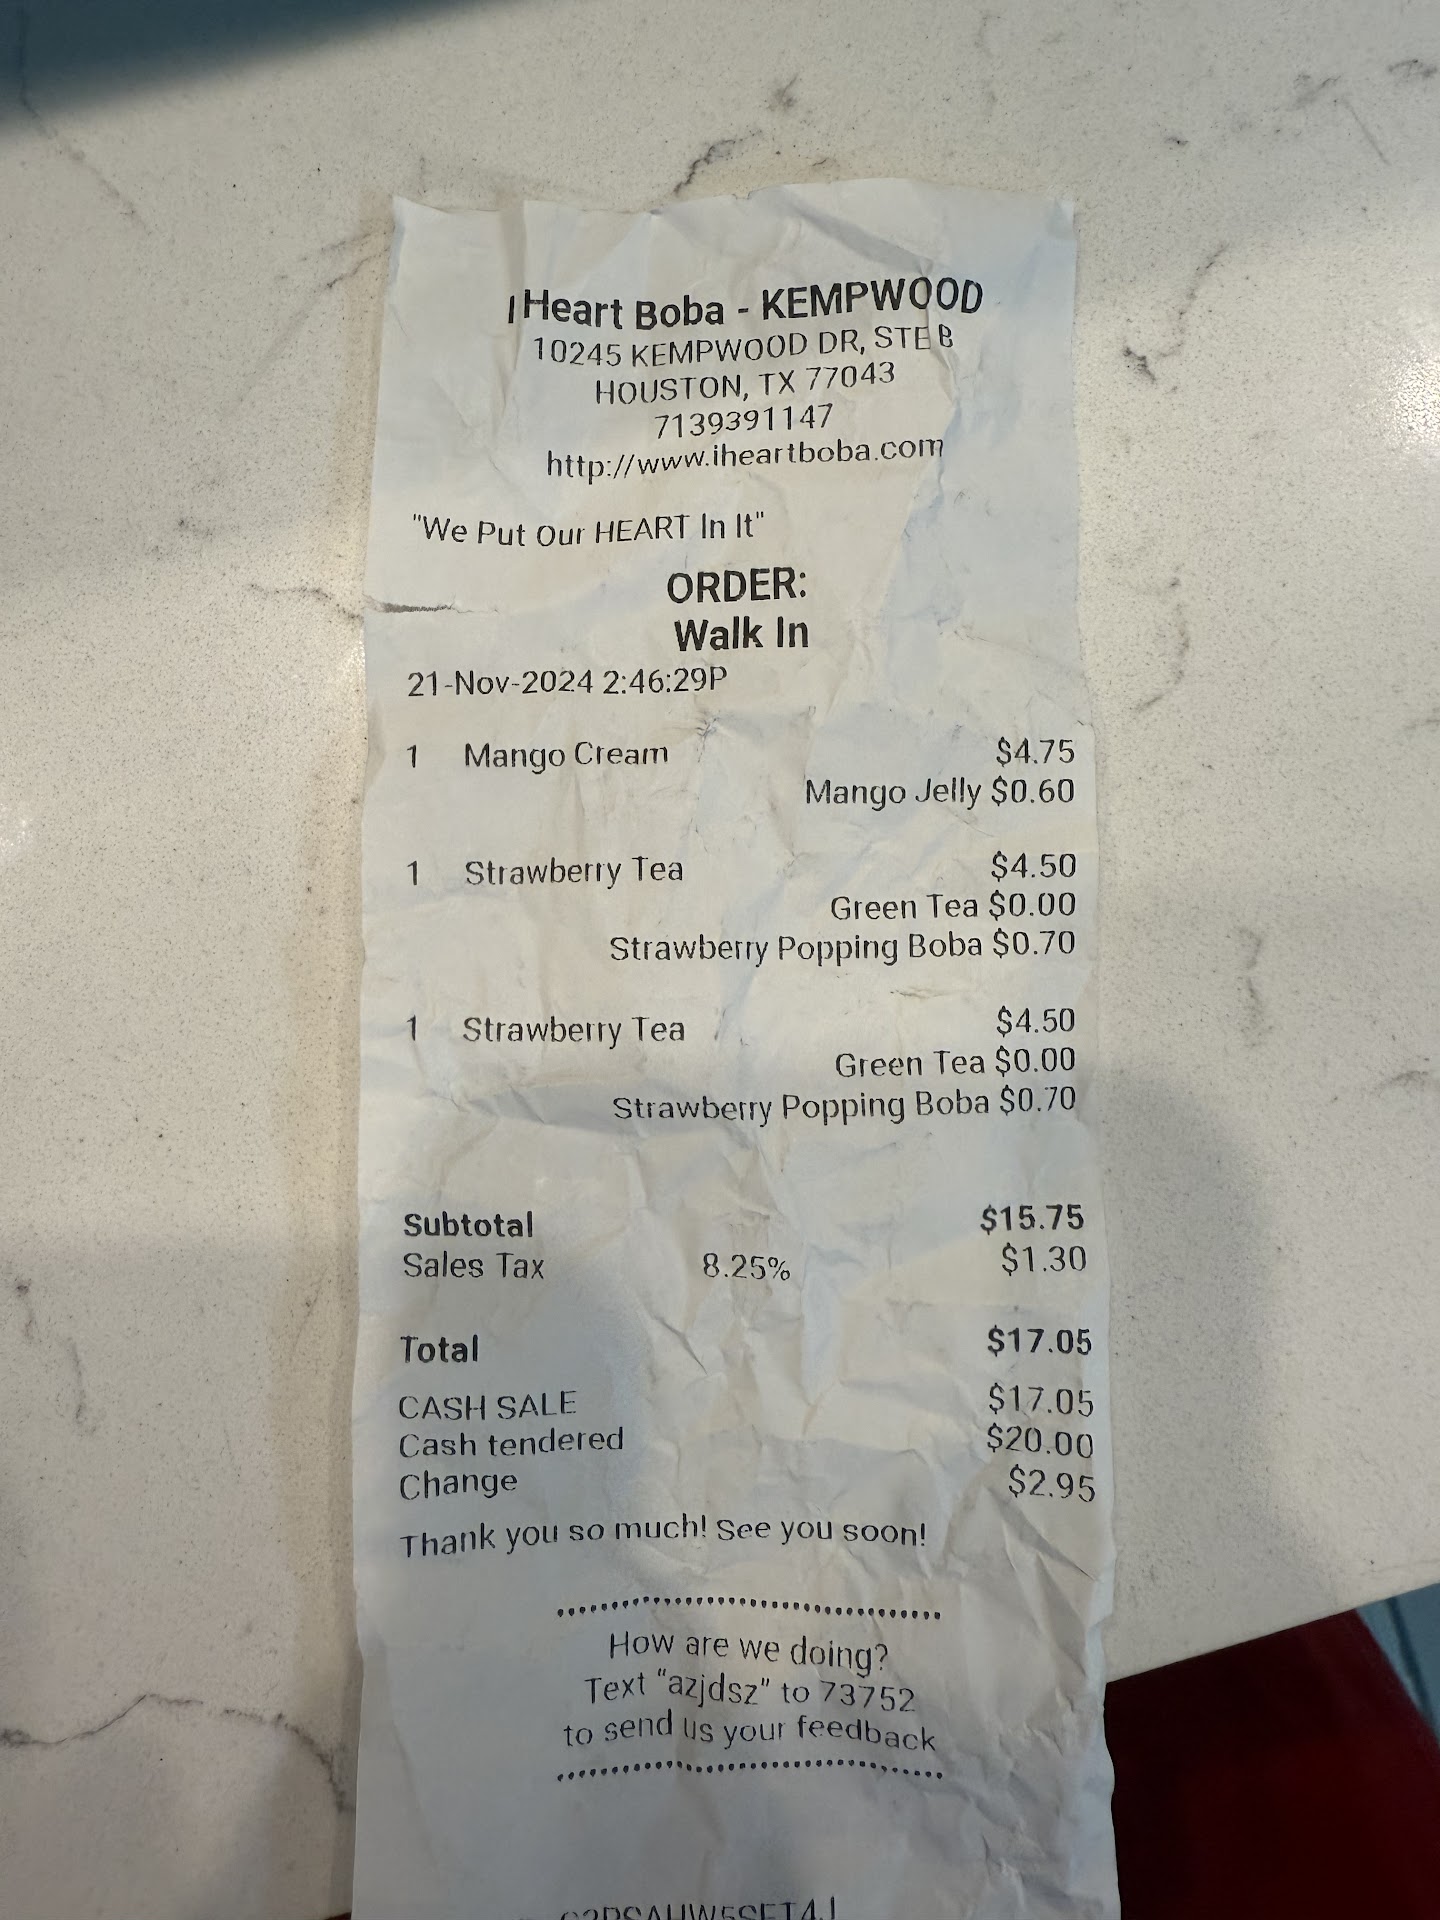 I Heart Boba - KEMPWOOD
10245 KEMPWOOD DR, STE B
HOUSTON, TX 77043
7139391147
http://www.iheartboba.com
"We Put Our HEART In It"
ORDER:
Walk In
21-Nov-2024 2:46:29P
1 Mango Cream $4.75
Mango Jelly $0.60
1 Strawberry Tea $4.50
Green Tea $0.00
Strawberry Popping Boba $0.70
1 Strawberry Tea $4.50
Green Tea $0.00
Strawberry Popping Boba $0.70
Subtotal $15.75
Sales Tax 8.25% $1.30
Total $17.05
CASH SALE $17.05
Cash tendered $20.00
Change $2.95
Thank you so much! See you soon!
How are we doing?
Text "azjdsz" to 73752
to send us your feedback